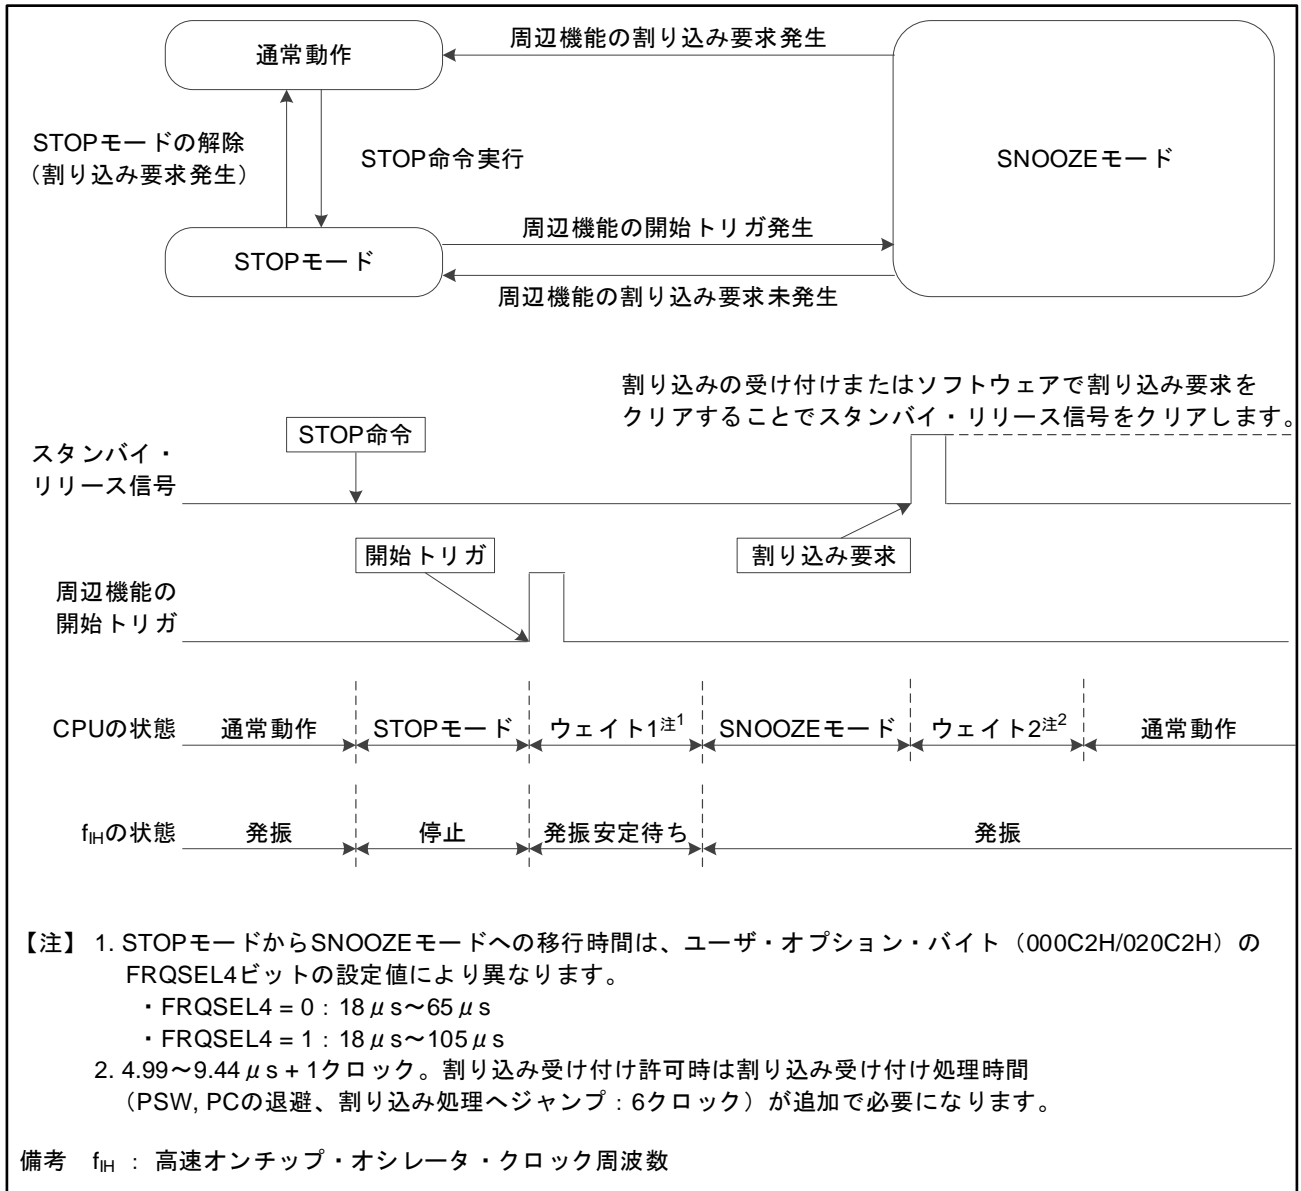 通常動作
周辺機能の割り込み要求発生
STOPモードの解除
（割り込み要求発生）
STOP命令実行
SNOOZEモード
周辺機能の開始トリガ発生
STOPモード
周辺機能の割り込み要求未発生
割り込みの受け付けまたはソフトウェアで割り込み要求を
クリアすることでスタンバイ・リリース信号をクリアします。
STOP命令
スタンバイ・
リリース信号
開始トリガ
割り込み要求
周辺機能の
開始トリガ
CPUの状態 通常動作 STOPモード ウェイト1注1 SNOOZEモード ウェイト2注2 通常動作
fIHの状態 発振 停止 発振安定待ち 発振
【注】 1. STOPモードからSNOOZEモードへの移行時間は、ユーザ・オプション・バイト（000C2H/020C2H）の
FRQSEL4ビットの設定値により異なります。
・FRQSEL4 = 0：18μs～65μs
・FRQSEL4 = 1：18μs～105μs
2. 4.99～9.44μs + 1クロック。割り込み受け付け許可時は割り込み受け付け処理時間
（PSW, PCの退避、割り込み処理へジャンプ：6クロック）が追加で必要になります。
備考 fIH ： 高速オンチップ・オシレータ・クロック周波数